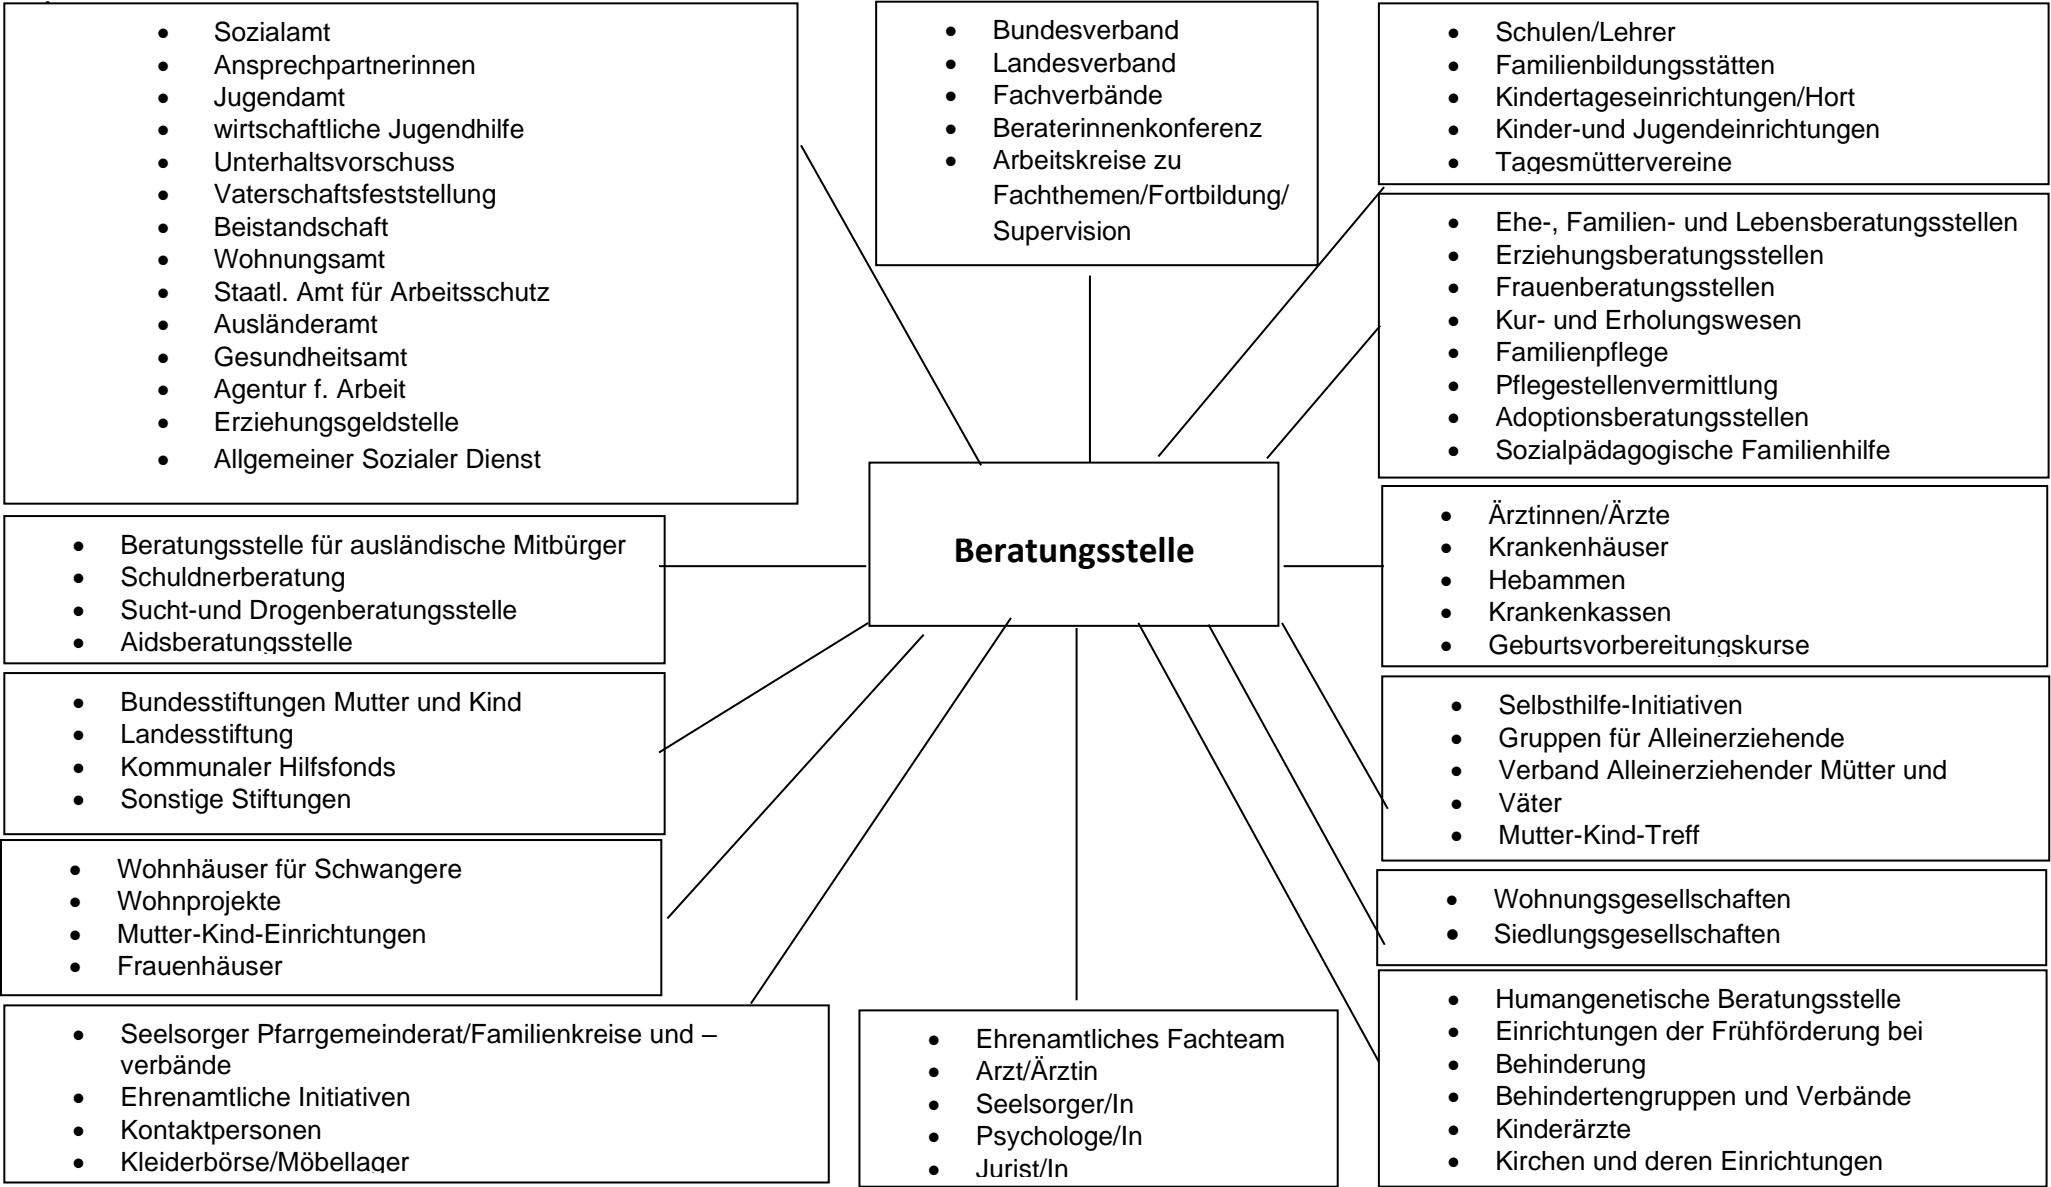 • Sozialamt
• Ansprechpartnerinnen
• Jugendamt
• wirtschaftliche Jugendhilfe
• Unterhaltsvorschuss
• Vaterschaftsfeststellung
• Beistandschaft
• Wohnungsamt
• Staatl. Amt für Arbeitsschutz
• Ausländeramt
• Gesundheitsamt
• Agentur f. Arbeit
• Erziehungsgeldstelle
• Allgemeiner Sozialer Dienst
• Bundesverband
• Landesverband
• Fachverbände
• Beraterinnenkonferenz
• Arbeitskreise zu
Fachthemen/Fortbildung/
Supervision
• Schulen/Lehrer
• Familienbildungsstätten
• Kindertageseinrichtungen/Hort
• Kinder-und Jugendeinrichtungen
• Tagesmüttervereine
• Ehe-, Familien- und Lebensberatungsstellen
• Erziehungsberatungsstellen
• Frauenberatungsstellen
• Kur- und Erholungswesen
• Familienpflege
• Pflegestellenvermittlung
• Adoptionsberatungsstellen
• Sozialpädagogische Familienhilfe
• Beratungsstelle für ausländische Mitbürger
• Schuldnerberatung
• Sucht-und Drogenberatungsstelle
• Aidsberatungsstelle
Beratungsstelle
• Ärztinnen/Ärzte
• Krankenhäuser
• Hebammen
• Krankenkassen
• Geburtsvorbereitungskurse
• Bundesstiftungen Mutter und Kind
• Landesstiftung
• Kommunaler Hilfsfonds
• Sonstige Stiftungen
• Selbsthilfe-Initiativen
• Gruppen für Alleinerziehende
• Verband Alleinerziehender Mütter und
• Väter
• Mutter-Kind-Treff
• Wohnhäuser für Schwangere
• Wohnprojekte
• Mutter-Kind-Einrichtungen
• Frauenhäuser
• Wohnungsgesellschaften
• Siedlungsgesellschaften
• Seelsorger Pfarrgemeinderat/Familienkreise und –
verbände
• Ehrenamtliche Initiativen
• Kontaktpersonen
• Kleiderbörse/Möbellager
• Ehrenamtliches Fachteam
• Arzt/Ärztin
• Seelsorger/In
• Psychologe/In
• Jurist/In
• Humangenetische Beratungsstelle
• Einrichtungen der Frühförderung bei
• Behinderung
• Behindertengruppen und Verbände
• Kinderärzte
• Kirchen und deren Einrichtungen